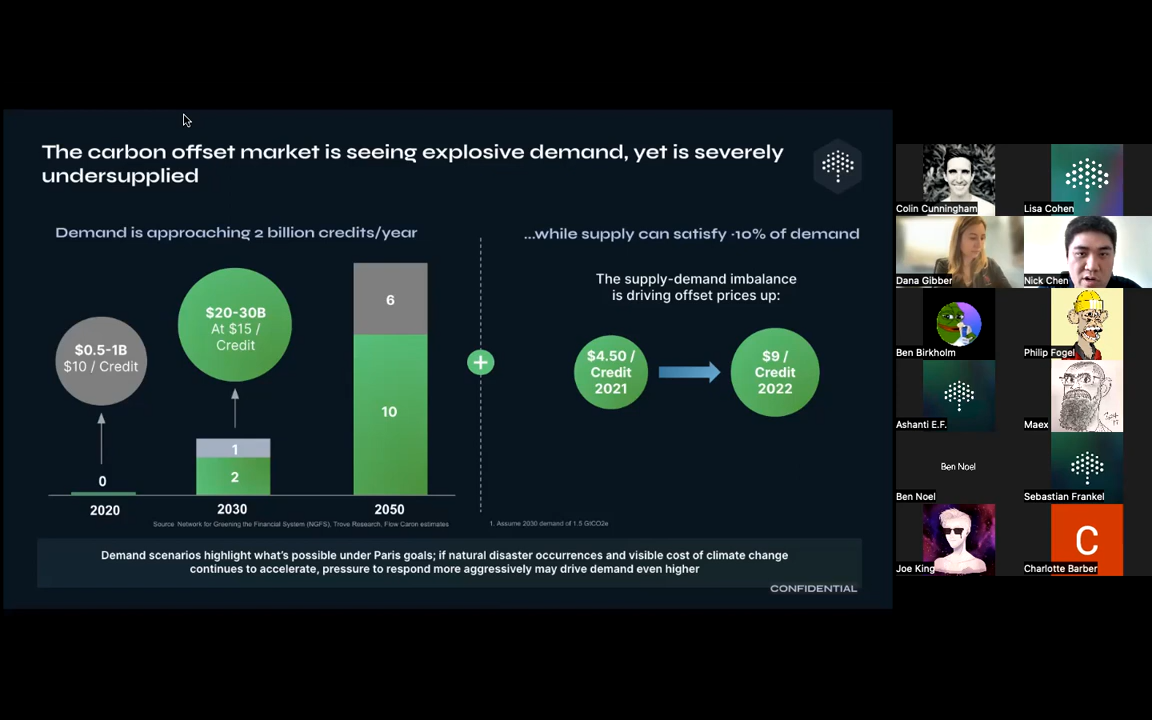 The carbon offset market is seeing explosive demand, yet is severely
undersupplied
Demand is approaching 2 billion credits/year
$0.5-1B
$10 / Credit
0
2020
$20-30B
At $15 /
Credit
1
2
2030
6
10
2050
Source Network for Greening the Financial System (NGFS), Trove Research, Flow Caron estimates
+
...while supply can satisfy -10% of demand
The supply-demand imbalance
is driving offset prices up:
$4.50 /
Credit
2021
$9 /
Credit
2022
1. Assume 2030 demand of 1.5 GtCO2e
Demand scenarios highlight what's possible under Paris goals; if natural disaster occurrences and visible cost of climate change
continues to accelerate, pressure to respond more aggressively may drive demand even higher
CONFIDENTIAL
Colin Cunningham
Lisa Cohen
Dana Gibber
Nick Chen
Ben Birkholm
Philip Fogel
Ashanti E.F.
Maex
Ben Noel
Ben Noel
Sebastian Frankel
Joe King
C
Charlotte Barber